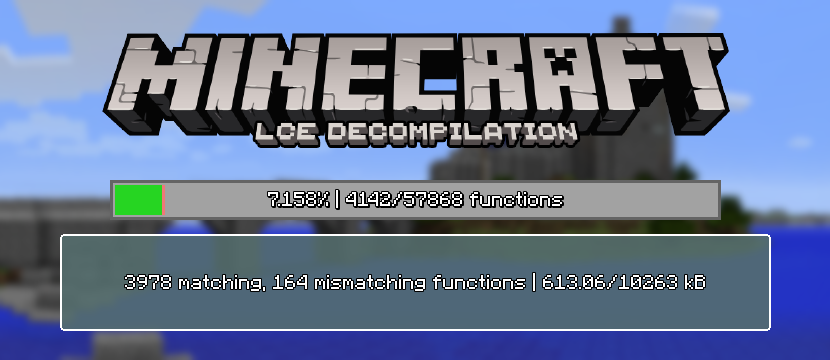 MINECRAFT
LCE DECOMPILATION
7.158% | 4142/57868 functions
3978 matching, 164 mismatching functions | 613.06/10263 kB